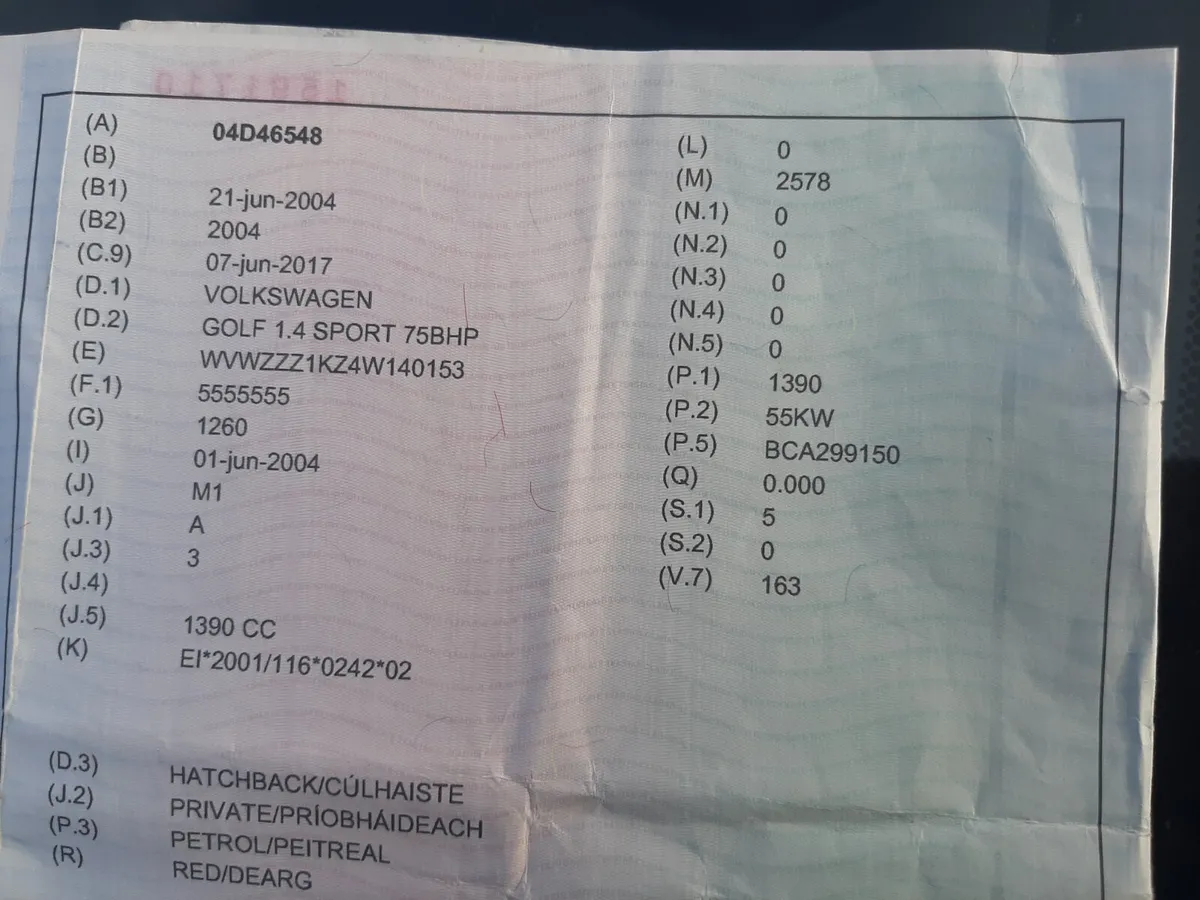 (A) 04D46548
(B)
(B1) 21-jun-2004
(B2) 2004
(C.9) 07-jun-2017
(D.1) VOLKSWAGEN
(D.2) GOLF 1.4 SPORT 75BHP
(E) WVWZZZ1KZ4W140153
(F.1) 5555555
(G) 1260
(I) 01-jun-2004
(J) M1
(J.1) A
(J.3) 3
(J.4)
(J.5) 1390 CC
(K) EI*2001/116*0242*02
(L) 0
(M) 2578
(N.1) 0
(N.2) 0
(N.3) 0
(N.4) 0
(N.5) 0
(P.1) 1390
(P.2) 55KW
(P.5) BCA299150
(Q) 0.000
(S.1) 5
(S.2) 0
(V.7) 163
(D.3) HATCHBACK/CÚLHAISTE
(J.2) PRIVATE/PRÍOBHÁIDEACH
(P.3) PETROL/PEITREAL
(R) RED/DEARG